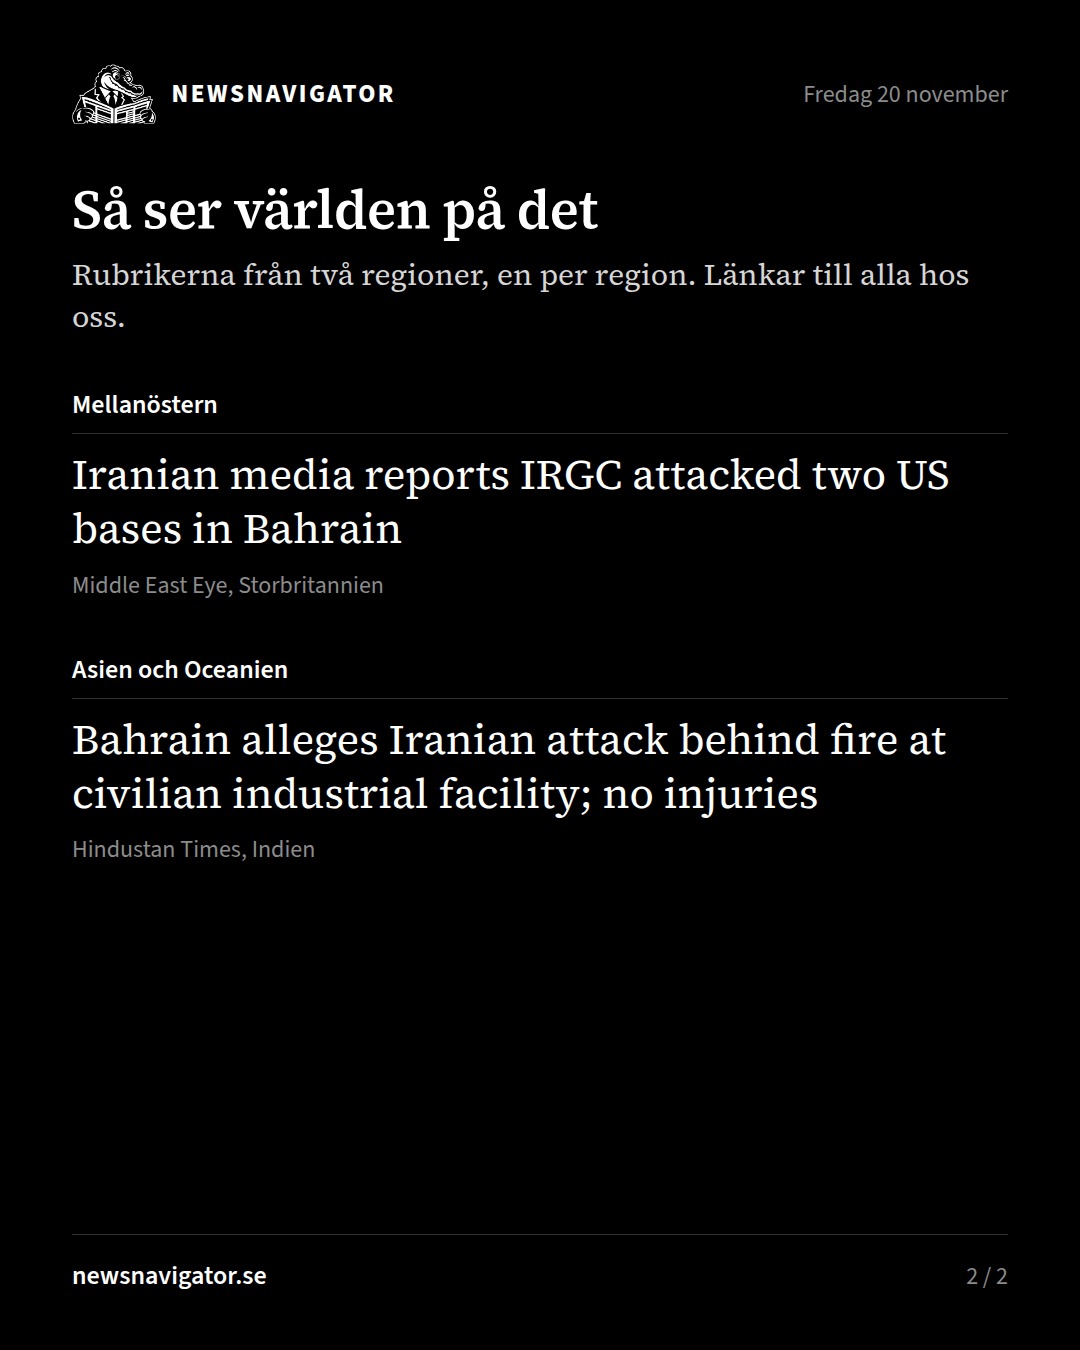 NEWSNAVIGATOR
Fredag 20 november
Så ser världen på det
Rubrikerna från två regioner, en per region. Länkar till alla hos
oss.
Mellanöstern
Iranian media reports IRGC attacked two US
bases in Bahrain
Middle East Eye, Storbritannien
Asien och Oceanien
Bahrain alleges Iranian attack behind fire at
civilian industrial facility; no injuries
Hindustan Times, Indien
newsnavigator.se
2 / 2